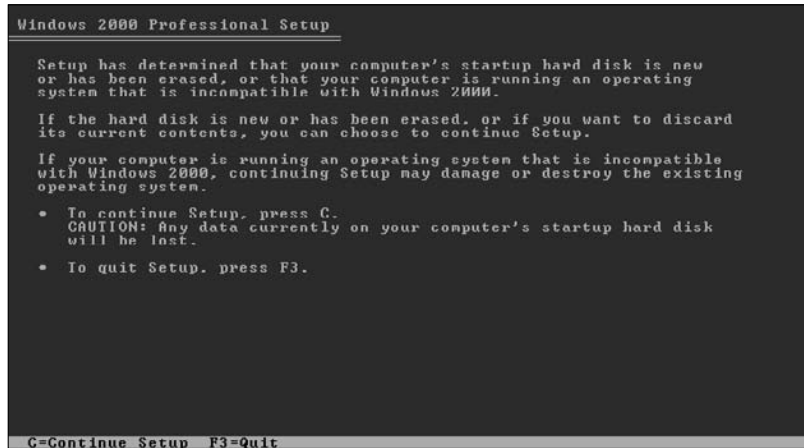 Windows 2000 Professional Setup
Setup has determined that your computer's startup hard disk is new
or has been erased, or that your computer is running an operating
system that is incompatible with Windows 2000.
If the hard disk is new or has been erased, or if you want to discard
its current contents, you can choose to continue Setup.
If your computer is running an operating system that is incompatible
with Windows 2000, continuing Setup may damage or destroy the existing
operating system.
• To continue Setup, press C.
CAUTION: Any data currently on your computer's startup hard disk
will be lost.
• To quit Setup, press F3.
C=Continue Setup F3=Quit